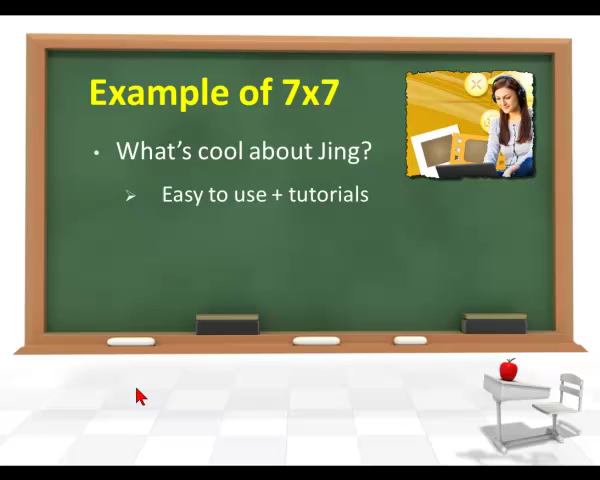 Example of 7x7
• What's cool about Jing?
➢ Easy to use + tutorials